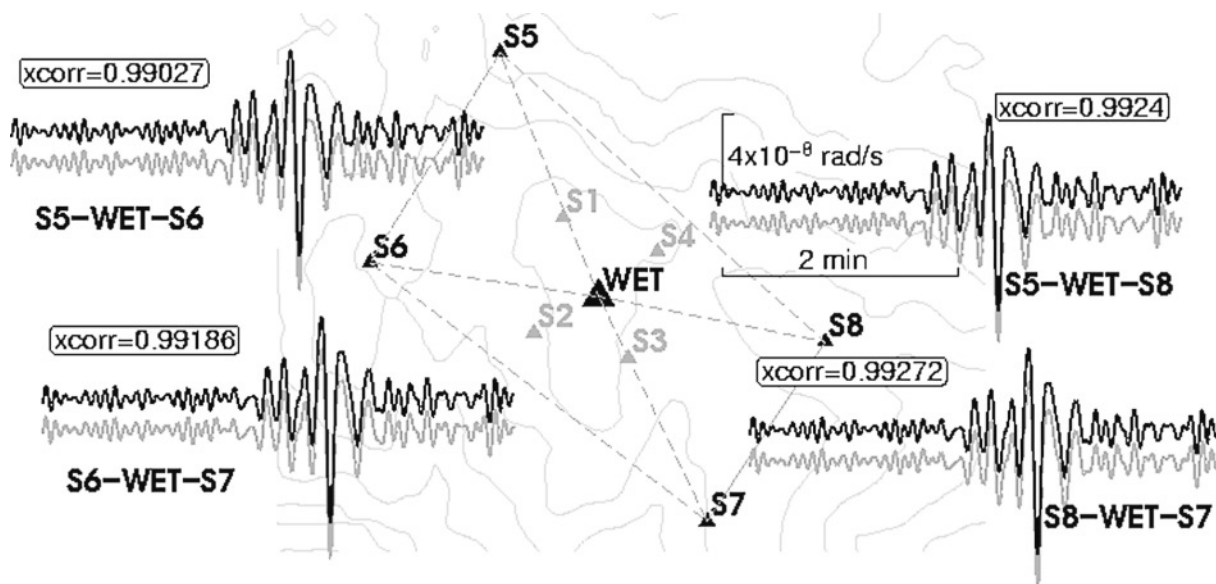 S5
xcorr=0.99027
xcorr=0.9924
4x10⁻⁸ rad/s
S1
S5-WET-S6
S4
S6
2 min
WET
S5-WET-S8
S2
S8
xcorr=0.99186
S3
xcorr=0.99272
S6-WET-S7
S7
S8-WET-S7